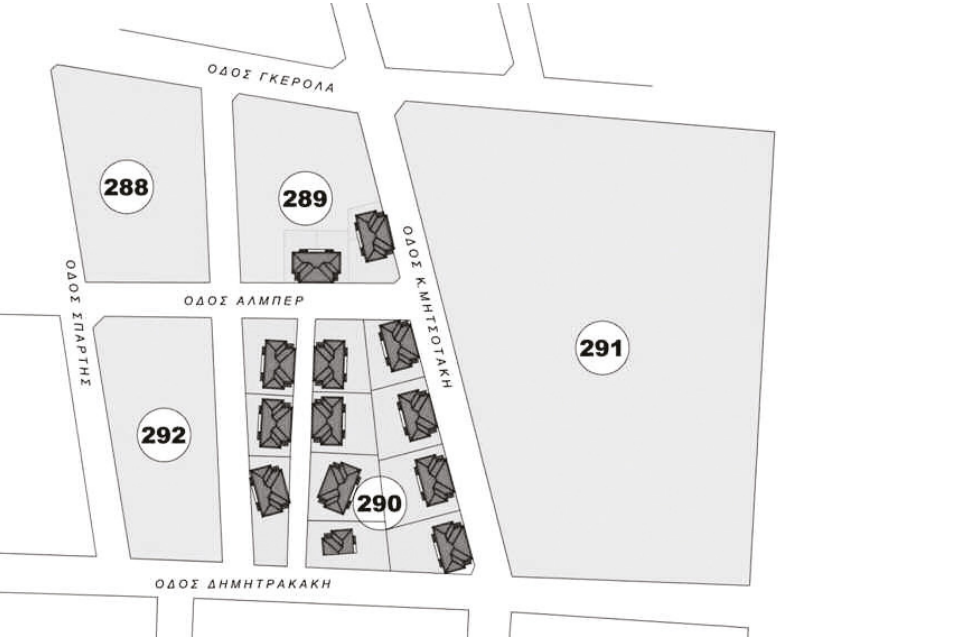 ΟΔΟΣ ΓΚΕΡΟΛΑ
288
289
ΟΔΟΣ Κ.ΜΗΤΣΟΤΑΚΗ
ΟΔΟΣ ΣΠΑΡΤΗΣ
ΟΔΟΣ ΑΛΜΠΕΡ
291
292
290
ΟΔΟΣ ΔΗΜΗΤΡΑΚΑΚΗ